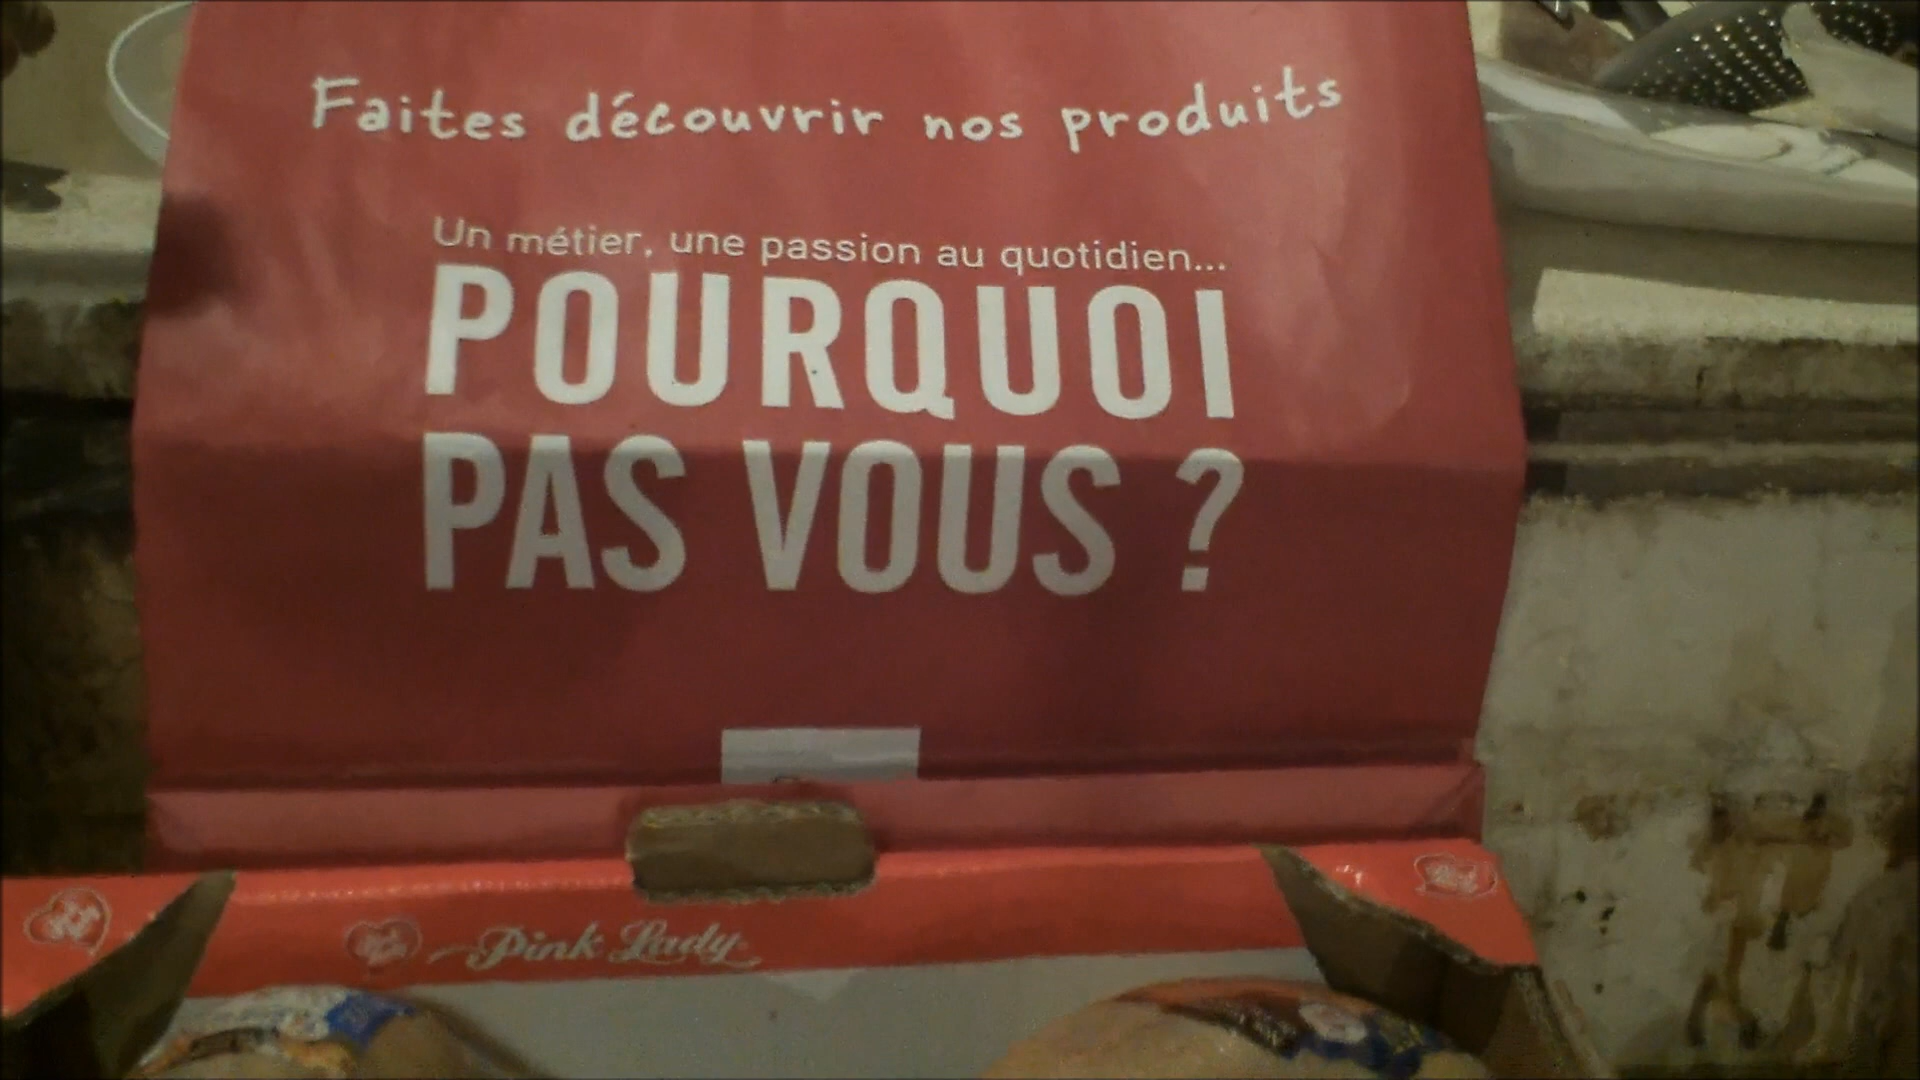 Faites découvrir nos produits
Un métier, une passion au quotidien...
POURQUOI
PAS VOUS ?
Pink Lady